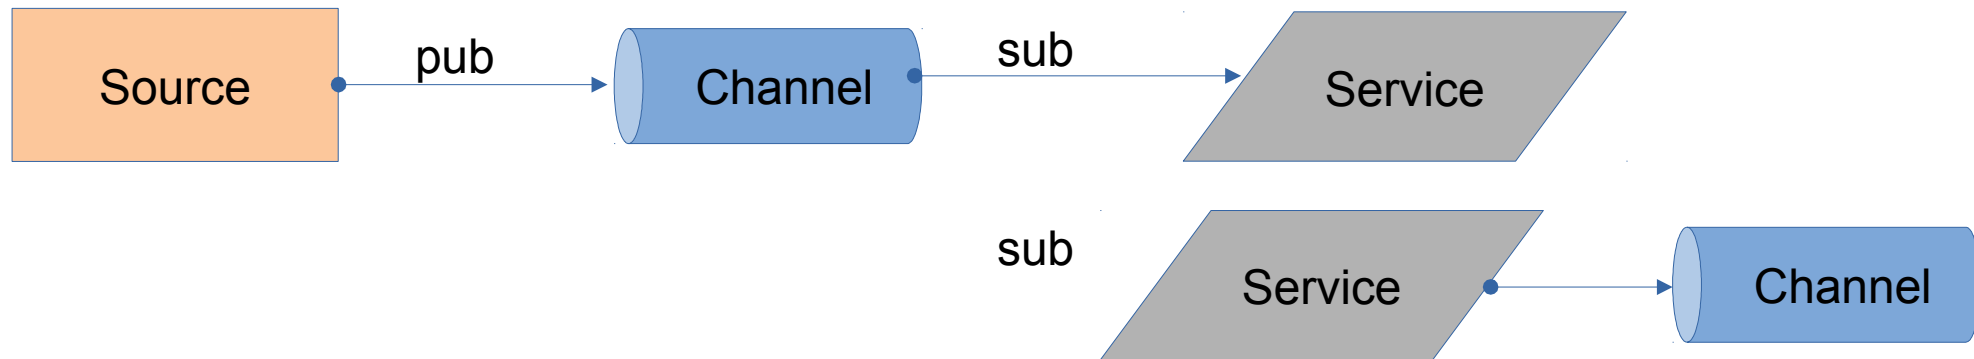 Source
pub
Channel
sub
Service
sub
Service
Channel